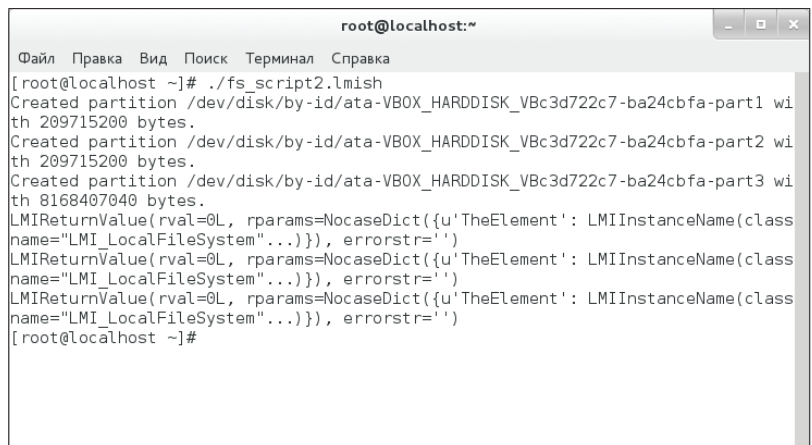 root@localhost:~
Файл Правка Вид Поиск Терминал Справка
[root@localhost ~]# ./fs_script2.lmish
Created partition /dev/disk/by-id/ata-VBOX_HARDDISK_VBc3d722c7-ba24cbfa-part1 wi
th 209715200 bytes.
Created partition /dev/disk/by-id/ata-VBOX_HARDDISK_VBc3d722c7-ba24cbfa-part2 wi
th 209715200 bytes.
Created partition /dev/disk/by-id/ata-VBOX_HARDDISK_VBc3d722c7-ba24cbfa-part3 wi
th 8168407040 bytes.
LMIReturnValue(rval=0L, rparams=NocaseDict({u'TheElement': LMIInstanceName(class
name="LMI_LocalFileSystem"...)}), errorstr='')
LMIReturnValue(rval=0L, rparams=NocaseDict({u'TheElement': LMIInstanceName(class
name="LMI_LocalFileSystem"...)}), errorstr='')
LMIReturnValue(rval=0L, rparams=NocaseDict({u'TheElement': LMIInstanceName(class
name="LMI_LocalFileSystem"...)}), errorstr='')
[root@localhost ~]#